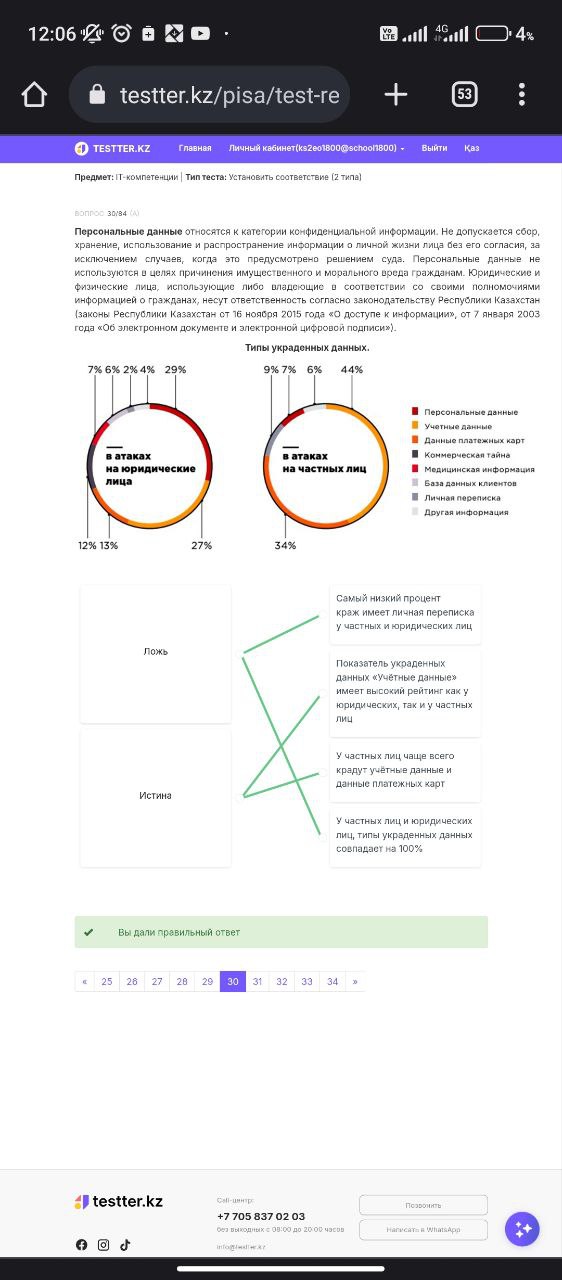 12:06
Vo LTE 4G 4%
testter.kz/pisa/test-re
53
TESTTER.KZ Главная Личный кабинет(ks2eo1800@school1800) Выйти Қаз
Предмет: IT-компетенции | Тип теста: Установить соответствие (2 типа)
ВОПРОС 30/84 (A)
Персональные данные относятся к категории конфиденциальной информации. Не допускается сбор,
хранение, использование и распространение информации о личной жизни лица без его согласия, за
исключением случаев, когда это предусмотрено решением суда. Персональные данные не
используются в целях причинения имущественного и морального вреда гражданам. Юридические и
физические лица, использующие либо владеющие в соответствии со своими полномочиями
информацией о гражданах, несут ответственность согласно законодательству Республики Казахстан
(законы Республики Казахстан от 16 ноября 2015 года «О доступе к информации», от 7 января 2003
года «Об электронном документе и электронной цифровой подписи»).
Типы украденных данных.
7% 6% 2% 4% 29%
в атаках
на юридические
лица
12% 13% 27%
9% 7% 6% 44%
в атаках
на частных лиц
34%
Персональные данные
Учетные данные
Данные платежных карт
Коммерческая тайна
Медицинская информация
База данных клиентов
Личная переписка
Другая информация
Ложь
Истина
Самый низкий процент
краж имеет личная переписка
у частных и юридических лиц
Показатель украденных
данных «Учётные данные»
имеет высокий рейтинг как у
юридических, так и у частных
лиц
У частных лиц чаще всего
крадут учётные данные и
данные платежных карт
У частных лиц и юридических
лиц, типы украденных данных
совпадает на 100%
Вы дали правильный ответ
« 25 26 27 28 29 30 31 32 33 34 »
testter.kz
Call-центр:
+7 705 837 02 03
без выходных с 08:00 до 20:00 часов
info@testter.kz
Позвонить
Написать в WhatsApp